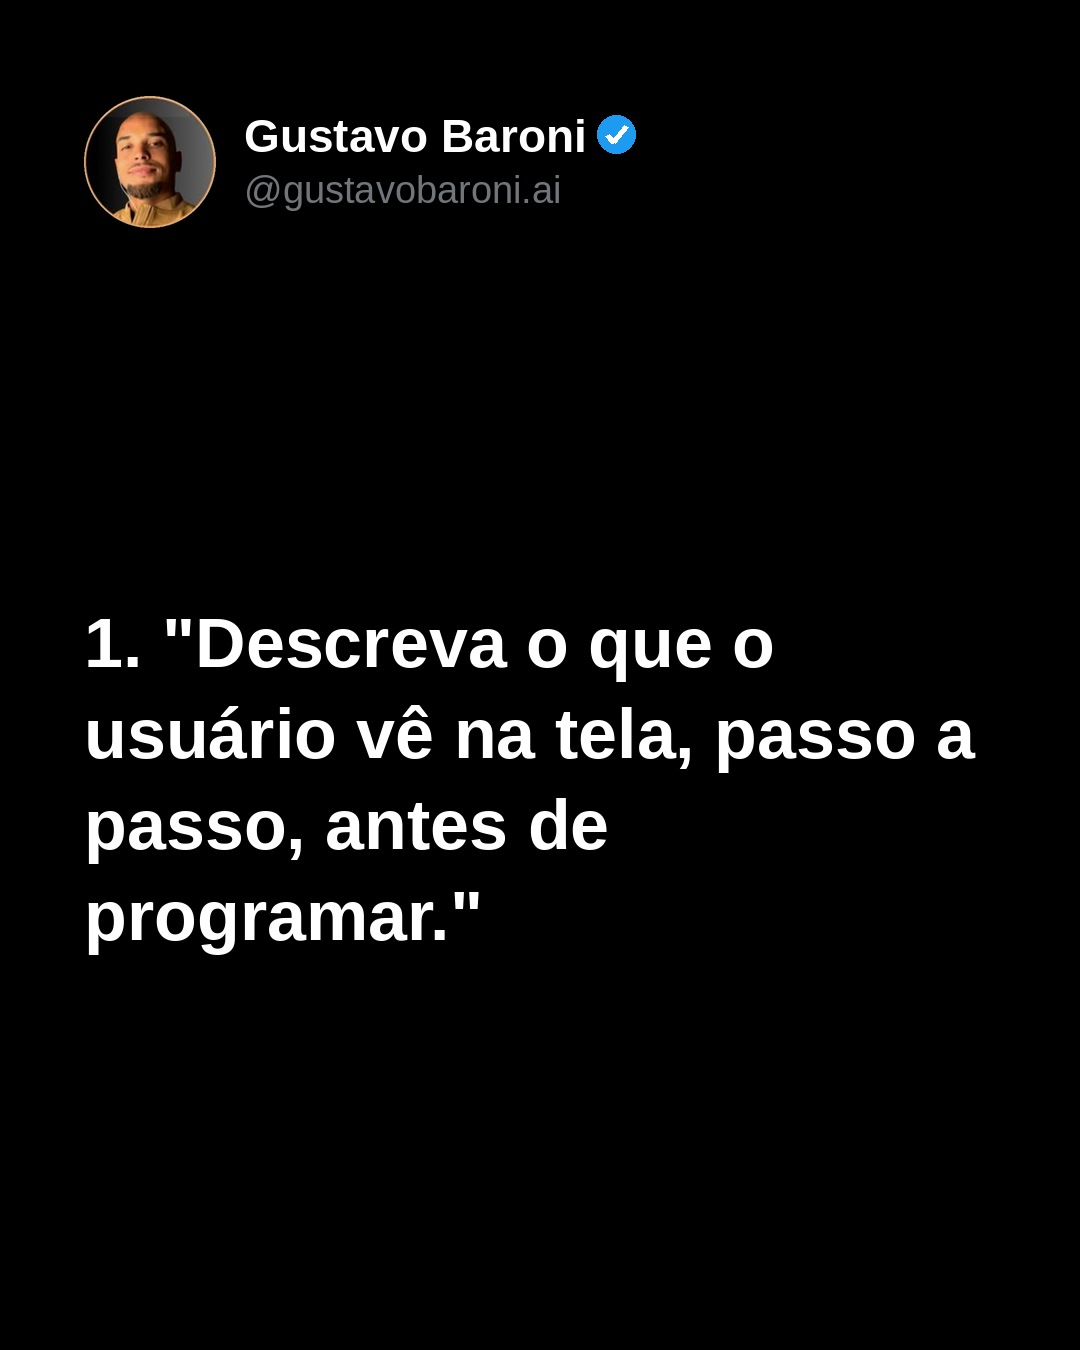 Gustavo Baroni
@gustavobaroni.ai
1. "Descreva o que o
usuário vê na tela, passo a
passo, antes de
programar."